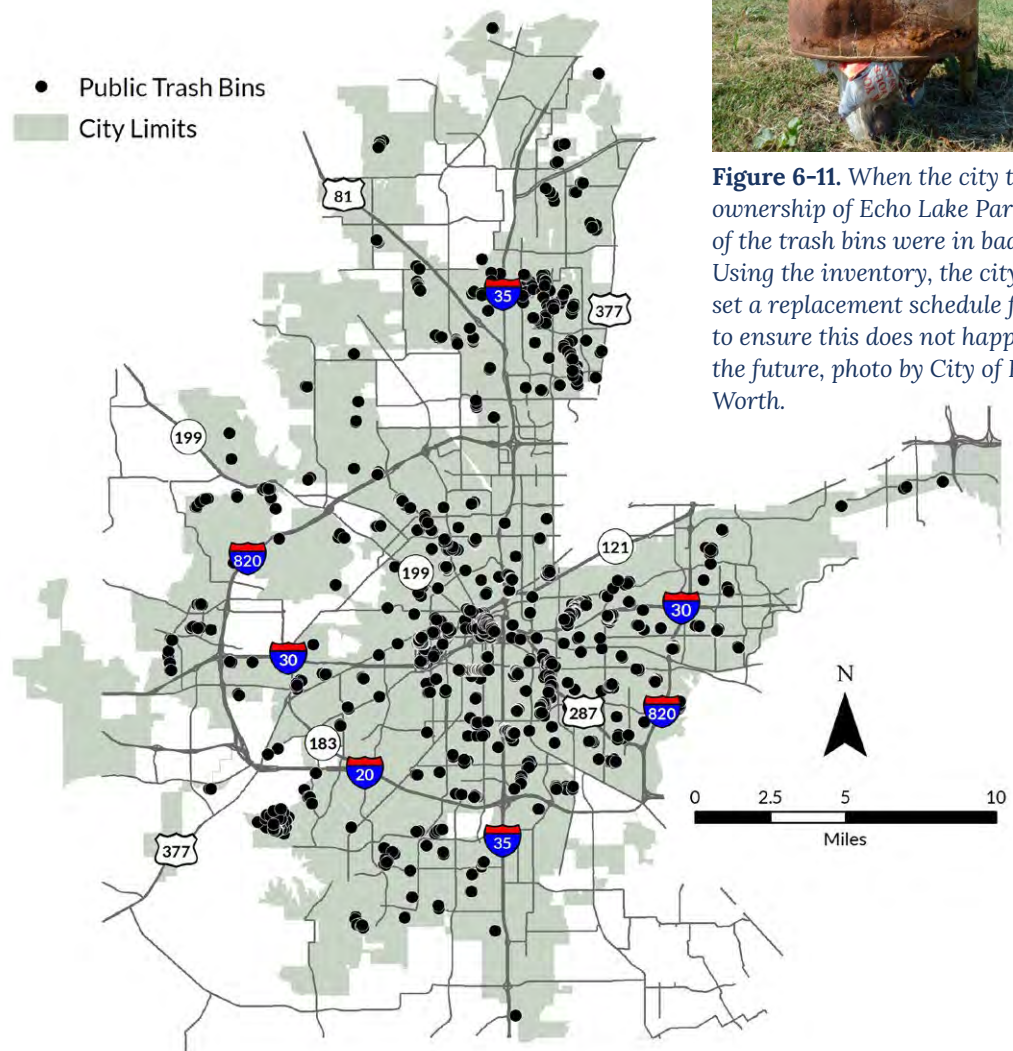 Public Trash Bins
City Limits
81
35
377
199
820
199
121
30
30
287
820
183
20
377
35
N
0 2.5 5 10
Miles
Figure 6-11. When the city t
ownership of Echo Lake Par
of the trash bins were in bad
Using the inventory, the city
set a replacement schedule f
to ensure this does not happ
the future, photo by City of
Worth.